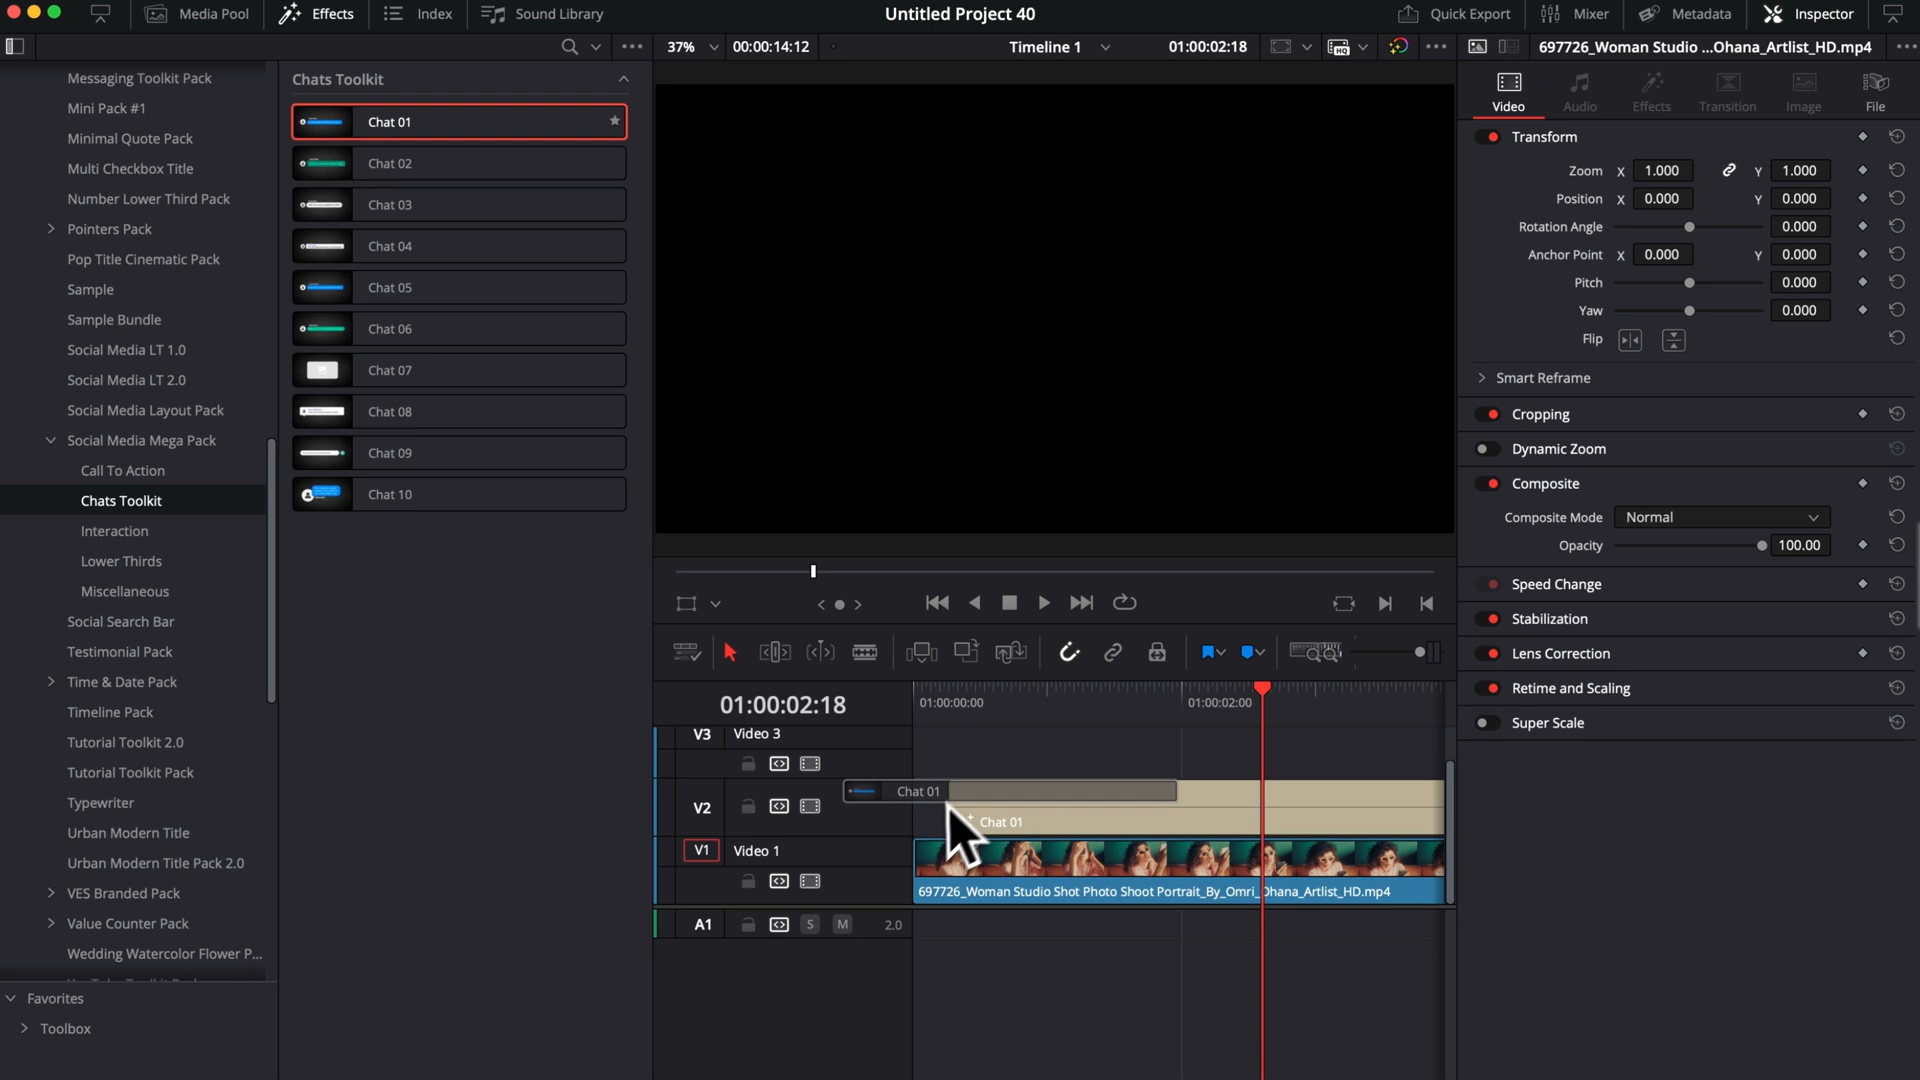 Media Pool
Effects
Index
Sound Library
Untitled Project 40
Quick Export
Mixer
Metadata
Inspector
37%
00:00:14:12
Timeline 1
01:00:02:18
697726_Woman Studio ...Ohana_Artlist_HD.mp4
Messaging Toolkit Pack
Mini Pack #1
Minimal Quote Pack
Multi Checkbox Title
Number Lower Third Pack
Pointers Pack
Pop Title Cinematic Pack
Sample
Sample Bundle
Social Media LT 1.0
Social Media LT 2.0
Social Media Layout Pack
Social Media Mega Pack
Call To Action
Chats Toolkit
Interaction
Lower Thirds
Miscellaneous
Social Search Bar
Testimonial Pack
Time & Date Pack
Timeline Pack
Tutorial Toolkit 2.0
Tutorial Toolkit Pack
Typewriter
Urban Modern Title
Urban Modern Title Pack 2.0
VES Branded Pack
Value Counter Pack
Wedding Watercolor Flower P...
Favorites
Toolbox
Chats Toolkit
Chat 01
Chat 02
Chat 03
Chat 04
Chat 05
Chat 06
Chat 07
Chat 08
Chat 09
Chat 10
Video
Audio
Effects
Transition
Image
File
Transform
Zoom X 1.000 Y 1.000
Position X 0.000 Y 0.000
Rotation Angle 0.000
Anchor Point X 0.000 Y 0.000
Pitch 0.000
Yaw 0.000
Flip
Smart Reframe
Cropping
Dynamic Zoom
Composite
Composite Mode Normal
Opacity 100.00
Speed Change
Stabilization
Lens Correction
Retime and Scaling
Super Scale
01:00:02:18
01:00:00:00
01:00:02:00
V3 Video 3
V2
Chat 01
Chat 01
V1 Video 1
697726_Woman Studio Shot Photo Shoot Portrait_By_Omri_Ohana_Artlist_HD.mp4
A1 S M 2.0